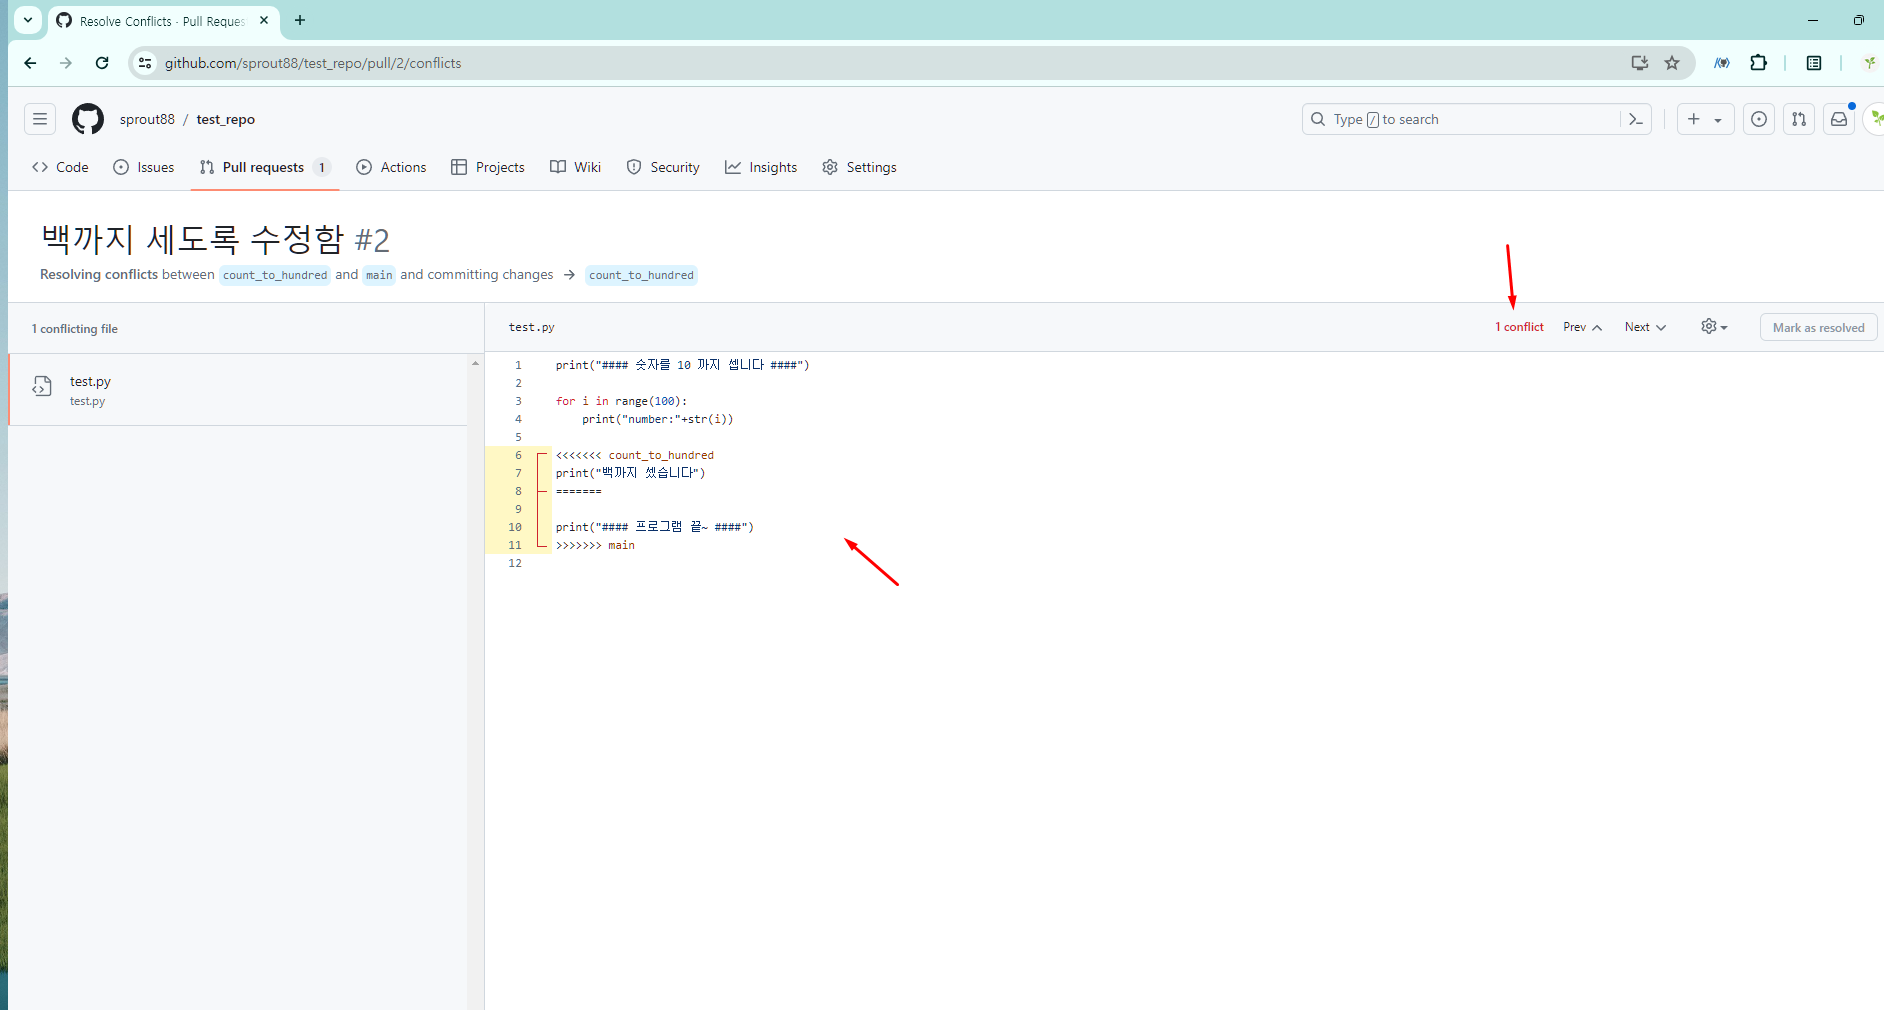 Resolve Conflicts · Pull Reques
github.com/sprout88/test_repo/pull/2/conflicts
sprout88 / test_repo
Type / to search
Code Issues Pull requests 1 Actions Projects Wiki Security Insights Settings
백까지 세도록 수정함 #2
Resolving conflicts between count_to_hundred and main and committing changes → count_to_hundred
1 conflicting file
test.py
test.py
test.py
1 conflict Prev Next Mark as resolved
1 print("#### 숫자를 10 까지 셉니다 ####")
2
3 for i in range(100):
4 print("number:"+str(i))
5
6 <<<<<<< count_to_hundred
7 print("백까지 셌습니다")
8 =======
9
10 print("#### 프로그램 끝~ ####")
11 >>>>>>> main
12